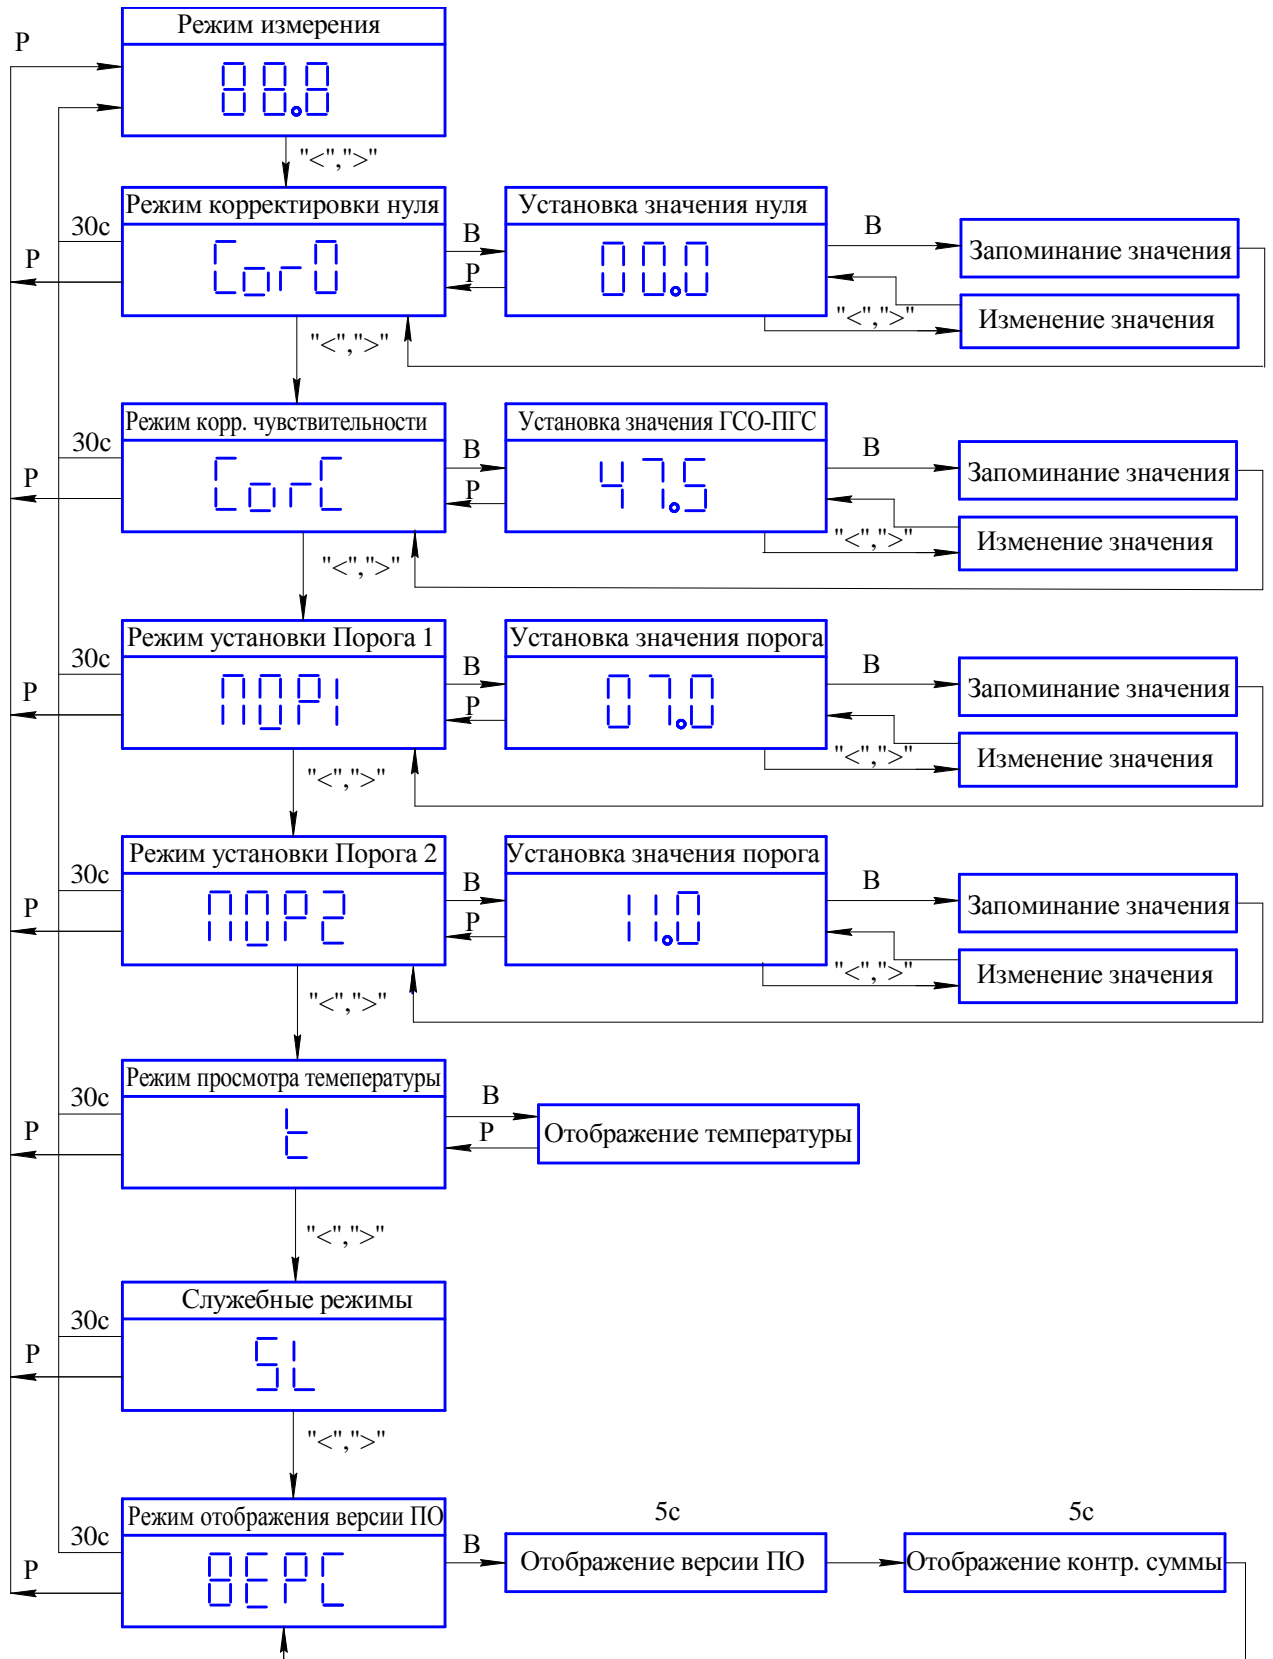 Режим измерения
Р
88.8
"<",">"
Режим корректировки нуля
Установка значения нуля
30с
В
В
Запоминание значения
Р
Cor0
Р
00.0
"<",">"
Изменение значения
"<",">"
Режим корр. чувствительности
Установка значения ГСО-ПГС
30с
В
В
Запоминание значения
Р
CorC
Р
47.5
"<",">"
Изменение значения
"<",">"
Режим установки Порога 1
Установка значения порога
30с
В
В
Запоминание значения
Р
ПОР1
Р
07.0
"<",">"
Изменение значения
"<",">"
Режим установки Порога 2
Установка значения порога
30с
В
В
Запоминание значения
Р
ПОР2
Р
11.0
"<",">"
Изменение значения
"<",">"
Режим просмотра темепературы
30с
В
Р
t
Р
Отображение температуры
"<",">"
Служебные режимы
30с
Р
SL
"<",">"
Режим отображения версии ПО
5с
5с
30с
В
Отображение версии ПО
Отображение контр. суммы
Р
ВЕРС